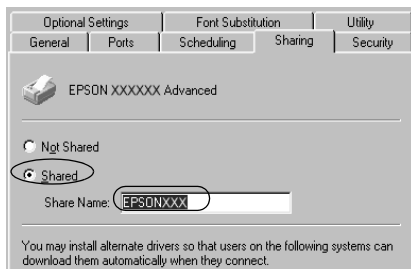 Optional Settings Font Substitution Utility
General Ports Scheduling Sharing Security
EPSON XXXXXX Advanced
Not Shared
Shared
Share Name: EPSONXXX
You may install alternate drivers so that users on the following systems can
download them automatically when they connect.